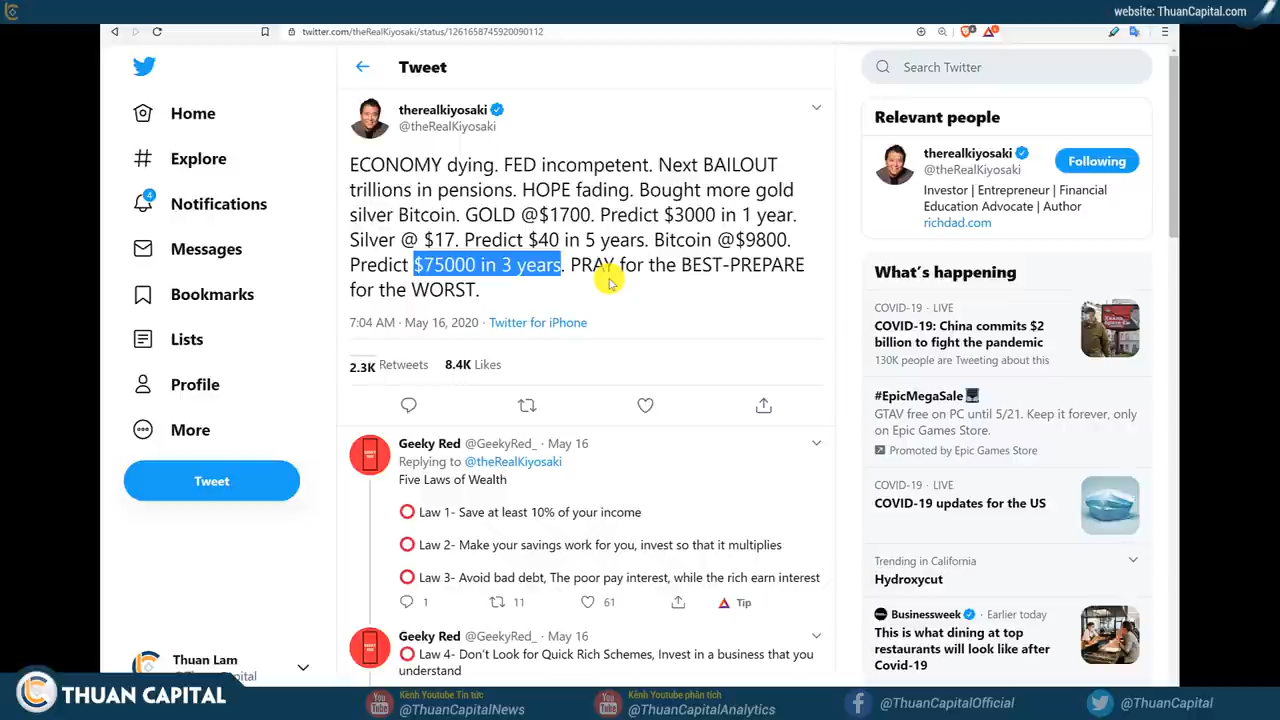 website: ThuanCapital.com
twitter.com/theRealKiyosaki/status/1261658745920090112
Home
Explore
4
Notifications
Messages
Bookmarks
Lists
Profile
More
Tweet
Thuan Lam
Tweet
therealkiyosaki
@theRealKiyosaki
ECONOMY dying. FED incompetent. Next BAILOUT
trillions in pensions. HOPE fading. Bought more gold
silver Bitcoin. GOLD @$1700. Predict $3000 in 1 year.
Silver @ $17. Predict $40 in 5 years. Bitcoin @$9800.
Predict $75000 in 3 years. PRAY for the BEST-PREPARE
for the WORST.
7:04 AM · May 16, 2020 · Twitter for iPhone
2.3K Retweets 8.4K Likes
Geeky Red @GeekyRed_ · May 16
Replying to @theRealKiyosaki
Five Laws of Wealth
Law 1- Save at least 10% of your income
Law 2- Make your savings work for you, invest so that it multiplies
Law 3- Avoid bad debt, The poor pay interest, while the rich earn interest
1 11 61 Tip
Geeky Red @GeekyRed_ · May 16
Law 4- Don't Look for Quick Rich Schemes, Invest in a business that you
understand
Search Twitter
Relevant people
therealkiyosaki
@theRealKiyosaki
Following
Investor | Entrepreneur | Financial
Education Advocate | Author
richdad.com
What's happening
COVID-19 · LIVE
COVID-19: China commits $2
billion to fight the pandemic
130K people are Tweeting about this
#EpicMegaSale
GTAV free on PC until 5/21. Keep it forever, only
on Epic Games Store.
Promoted by Epic Games Store
COVID-19 · LIVE
COVID-19 updates for the US
Trending in California
Hydroxycut
Businessweek · Earlier today
This is what dining at top
restaurants will look like after
Covid-19
THUAN CAPITAL
Kênh Youtube Tin tức
@ThuanCapitalNews
Kênh Youtube phân tích
@ThuanCapitalAnalytics
@ThuanCapitalOfficial
@ThuanCapital